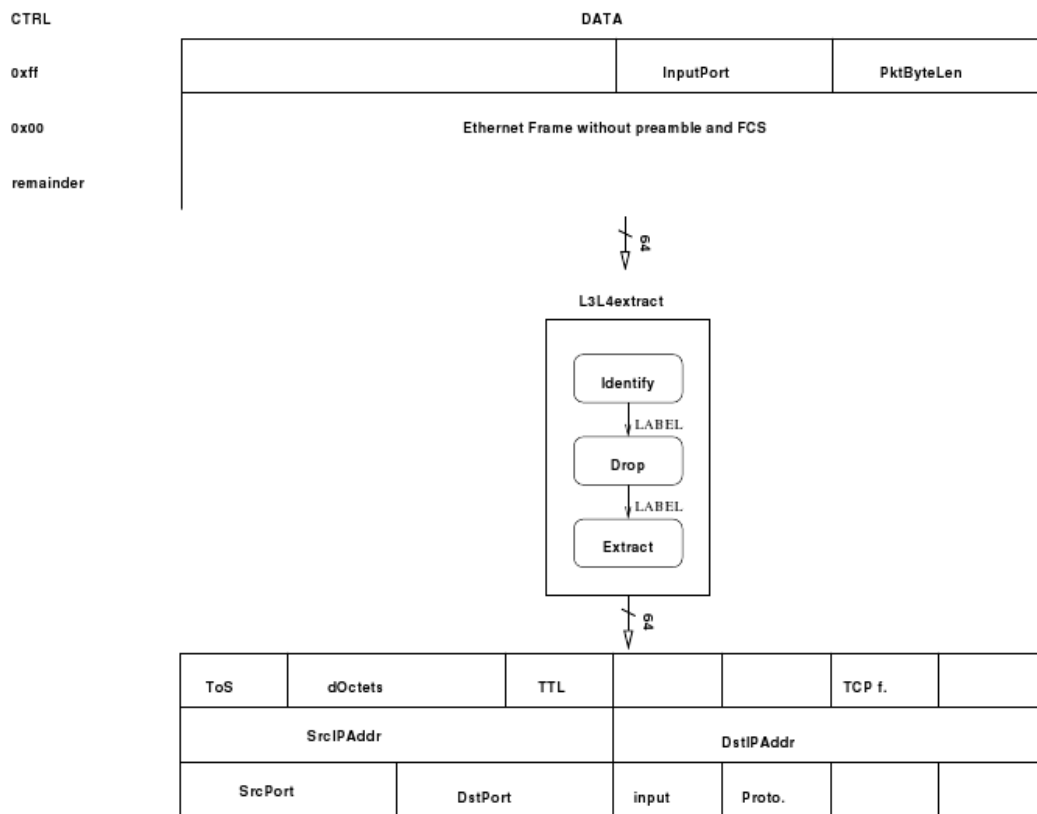 CTRL DATA
0xff InputPort PktByteLen
0x00 Ethernet Frame without preamble and FCS
remainder
64
L3L4extract
Identify
LABEL
Drop
LABEL
Extract
64
ToS dOctets TTL TCP f.
SrcIPAddr DstIPAddr
SrcPort DstPort input Proto.